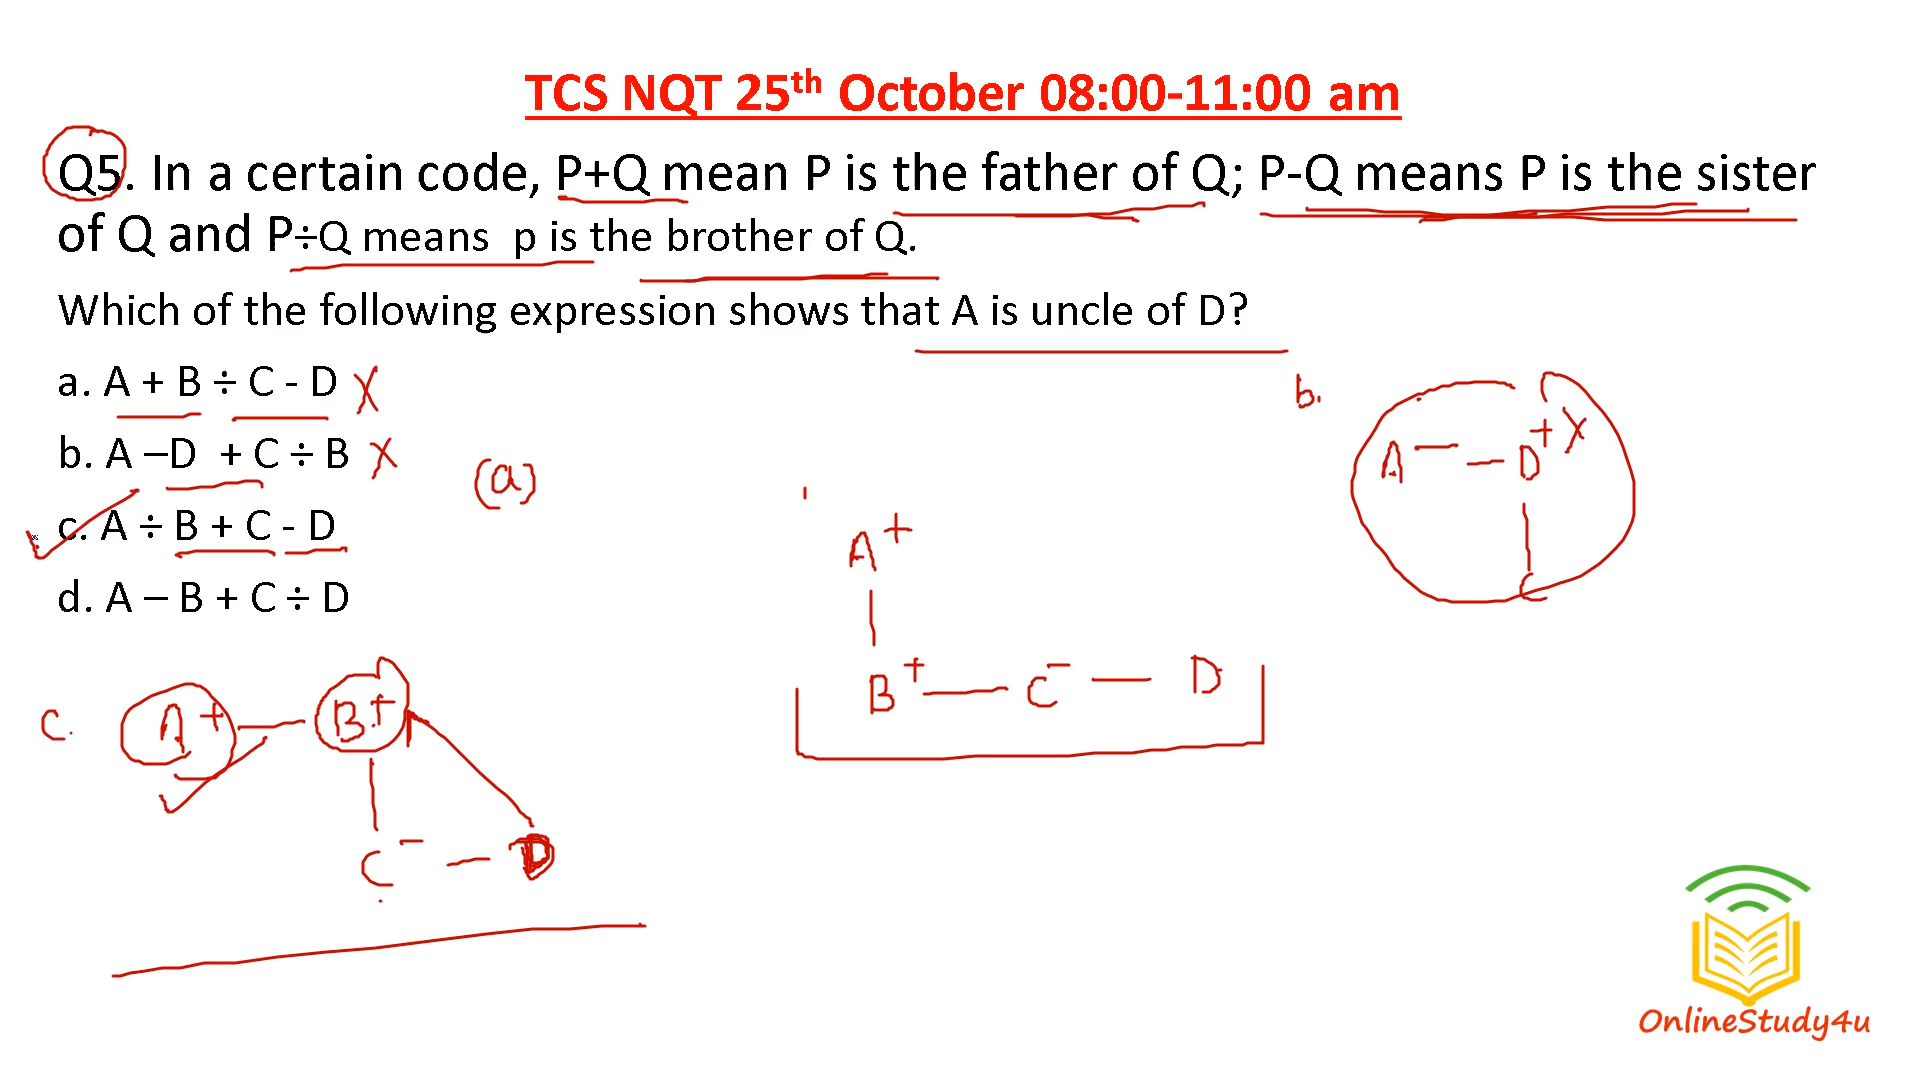 TCS NQT 25th October 08:00-11:00 am
Q5. In a certain code, P+Q mean P is the father of Q; P-Q means P is the sister
of Q and P÷Q means p is the brother of Q.
Which of the following expression shows that A is uncle of D?
a. A + B ÷ C - D X
b. A –D + C ÷ B X
c. A ÷ B + C - D
d. A – B + C ÷ D
(a)
A+
B+ — C- — D
b.
A- — D+ X
C
c.
A+ — B+
C- — D
OnlineStudy4u